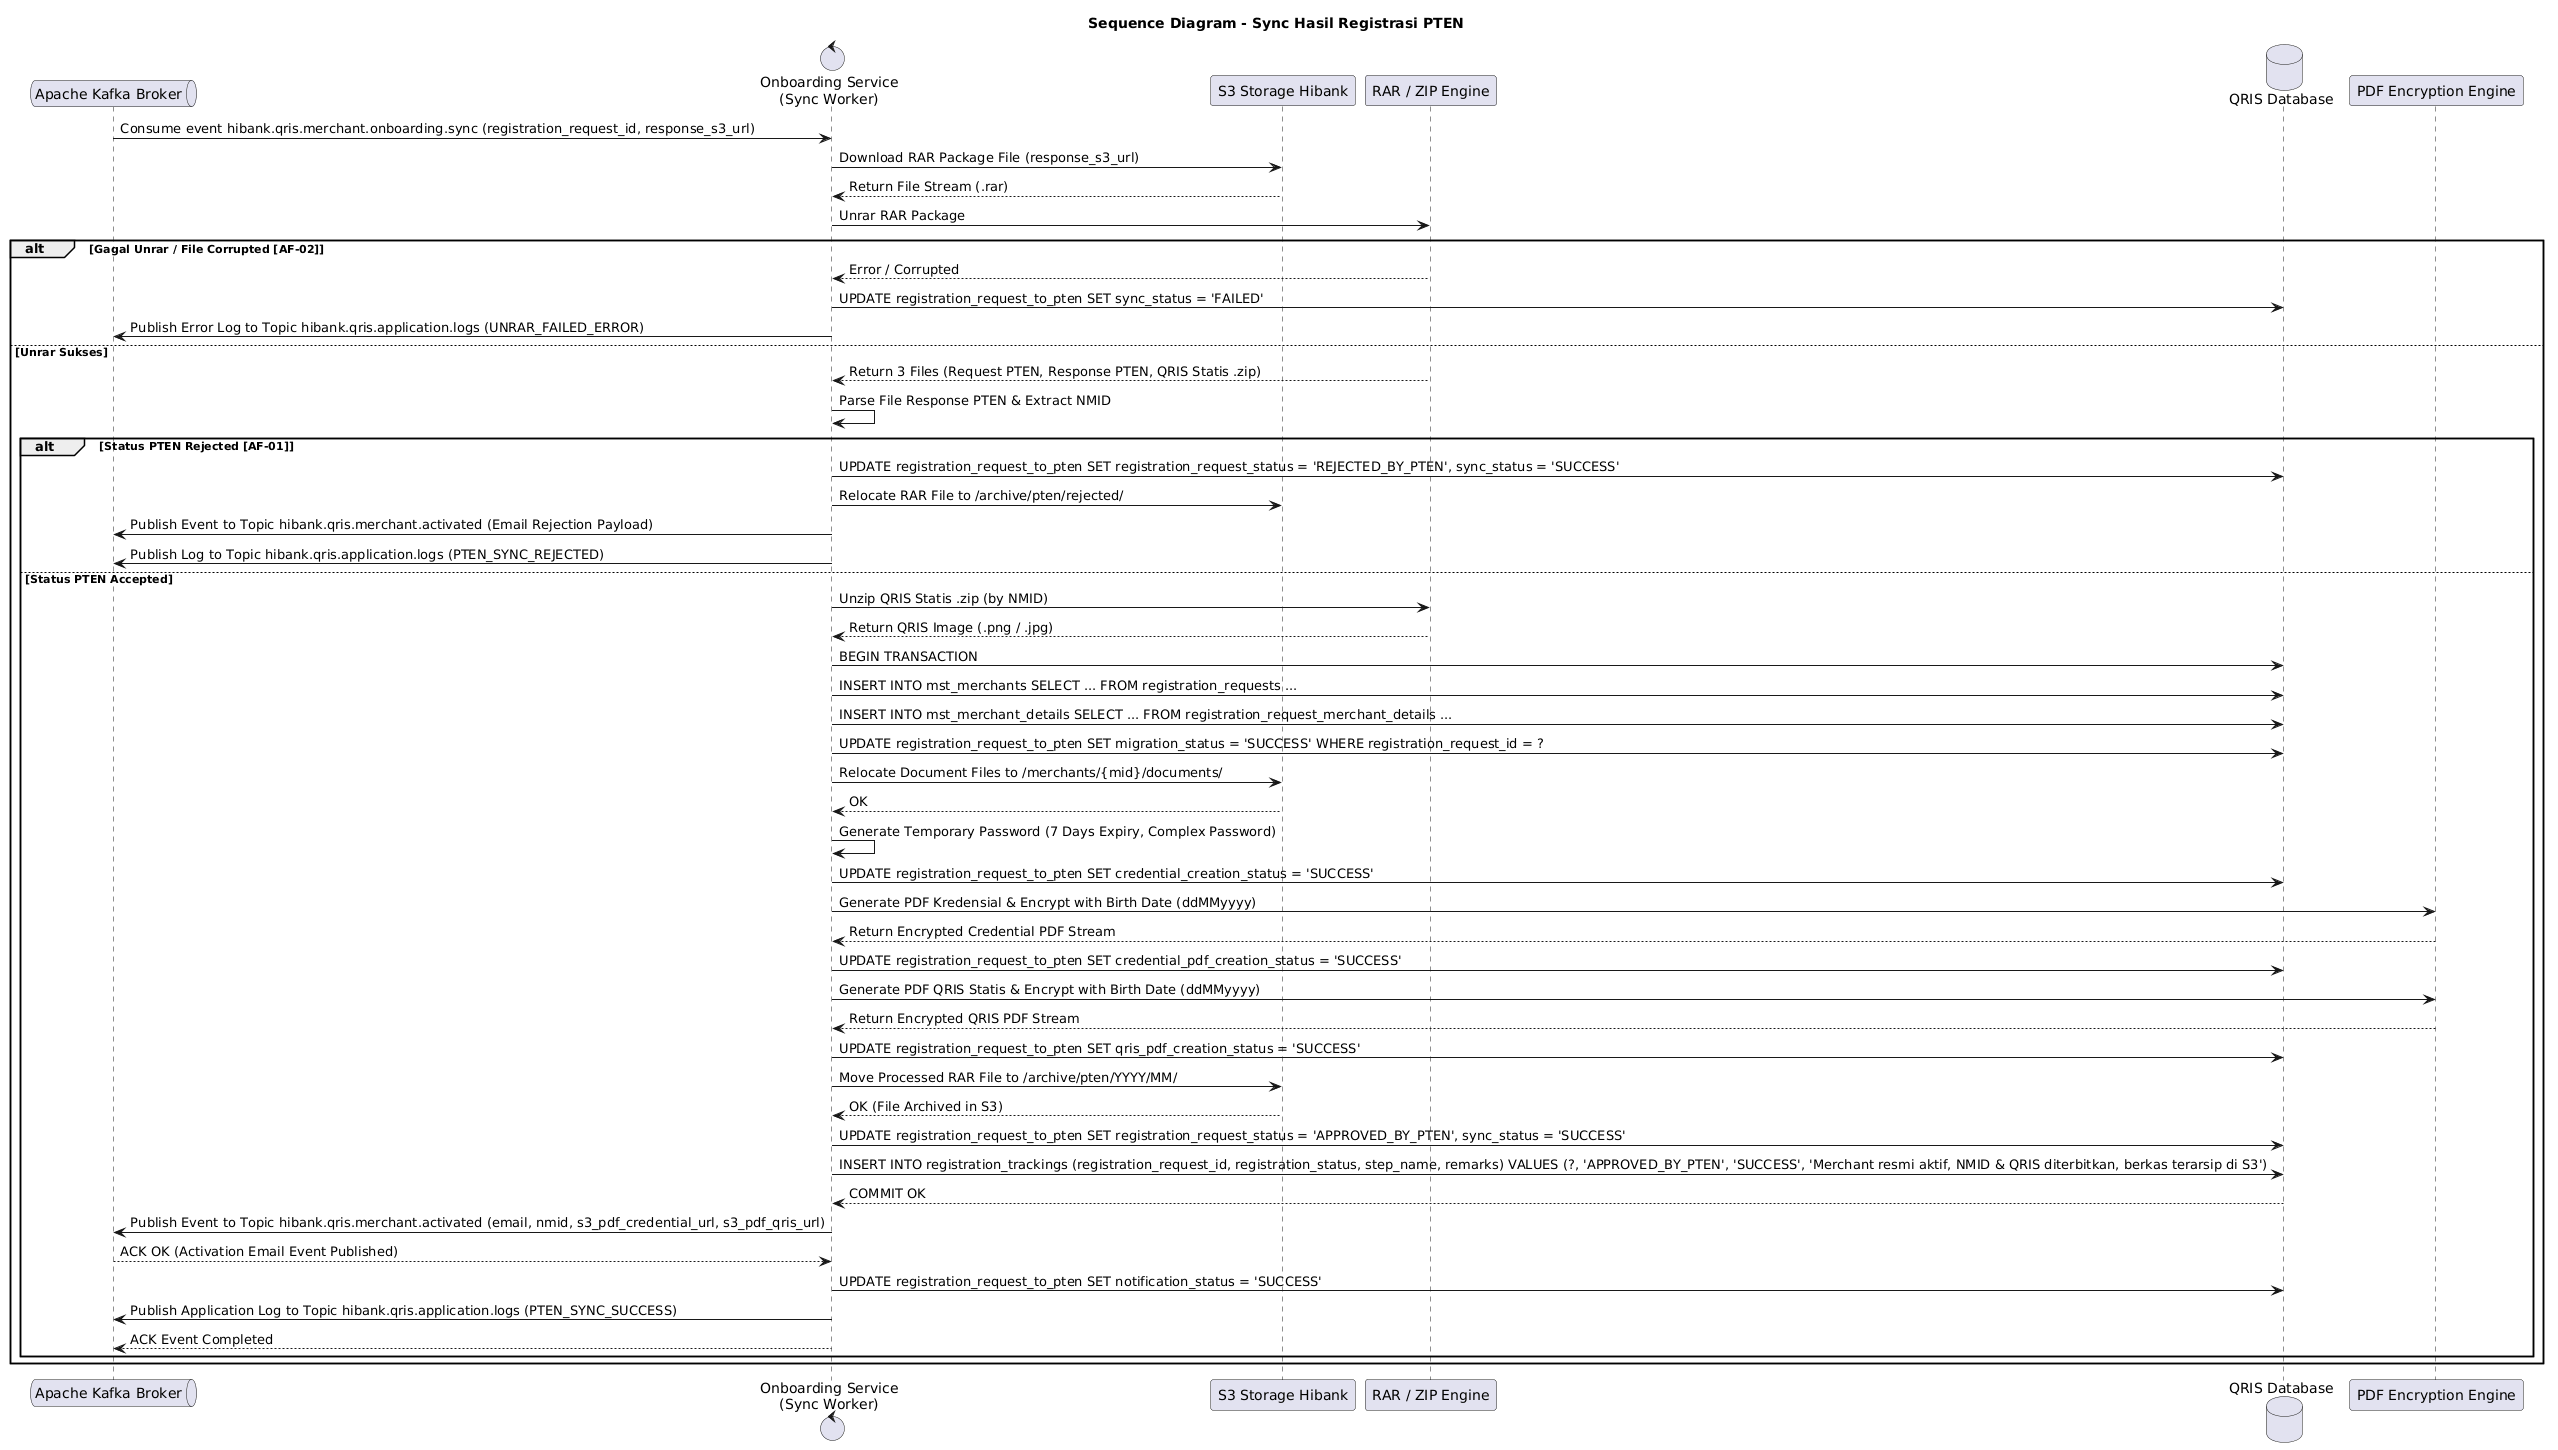 Sequence Diagram - Sync Hasil Registrasi PTEN
Apache Kafka Broker
Onboarding Service
(Sync Worker)
S3 Storage Hibank
RAR / ZIP Engine
QRIS Database
PDF Encryption Engine
Consume event hibank.qris.merchant.onboarding.sync (registration_request_id, response_s3_url)
Download RAR Package File (response_s3_url)
Return File Stream (.rar)
Unrar RAR Package
alt
[Gagal Unrar / File Corrupted [AF-02]]
Error / Corrupted
UPDATE registration_request_to_pten SET sync_status = 'FAILED'
Publish Error Log to Topic hibank.qris.application.logs (UNRAR_FAILED_ERROR)
[Unrar Sukses]
Return 3 Files (Request PTEN, Response PTEN, QRIS Statis .zip)
Parse File Response PTEN & Extract NMID
alt
[Status PTEN Rejected [AF-01]]
UPDATE registration_request_to_pten SET registration_request_status = 'REJECTED_BY_PTEN', sync_status = 'SUCCESS'
Relocate RAR File to /archive/pten/rejected/
Publish Event to Topic hibank.qris.merchant.activated (Email Rejection Payload)
Publish Log to Topic hibank.qris.application.logs (PTEN_SYNC_REJECTED)
[Status PTEN Accepted]
Unzip QRIS Statis .zip (by NMID)
Return QRIS Image (.png / .jpg)
BEGIN TRANSACTION
INSERT INTO mst_merchants SELECT ... FROM registration_requests ...
INSERT INTO mst_merchant_details SELECT ... FROM registration_request_merchant_details ...
UPDATE registration_request_to_pten SET migration_status = 'SUCCESS' WHERE registration_request_id = ?
Relocate Document Files to /merchants/{mid}/documents/
OK
Generate Temporary Password (7 Days Expiry, Complex Password)
UPDATE registration_request_to_pten SET credential_creation_status = 'SUCCESS'
Generate PDF Kredensial & Encrypt with Birth Date (ddMMyyyy)
Return Encrypted Credential PDF Stream
UPDATE registration_request_to_pten SET credential_pdf_creation_status = 'SUCCESS'
Generate PDF QRIS Statis & Encrypt with Birth Date (ddMMyyyy)
Return Encrypted QRIS PDF Stream
UPDATE registration_request_to_pten SET qris_pdf_creation_status = 'SUCCESS'
Move Processed RAR File to /archive/pten/YYYY/MM/
OK (File Archived in S3)
UPDATE registration_request_to_pten SET registration_request_status = 'APPROVED_BY_PTEN', sync_status = 'SUCCESS'
INSERT INTO registration_trackings (registration_request_id, registration_status, step_name, remarks) VALUES (?, 'APPROVED_BY_PTEN', 'SUCCESS', 'Merchant resmi aktif, NMID & QRIS diterbitkan, berkas terarsip di S3')
COMMIT OK
Publish Event to Topic hibank.qris.merchant.activated (email, nmid, s3_pdf_credential_url, s3_pdf_qris_url)
ACK OK (Activation Email Event Published)
UPDATE registration_request_to_pten SET notification_status = 'SUCCESS'
Publish Application Log to Topic hibank.qris.application.logs (PTEN_SYNC_SUCCESS)
ACK Event Completed
Apache Kafka Broker
Onboarding Service
(Sync Worker)
S3 Storage Hibank
RAR / ZIP Engine
QRIS Database
PDF Encryption Engine